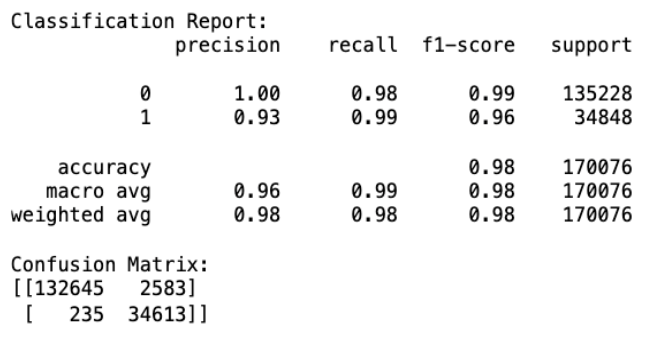 Classification Report:
precision recall f1-score support
0 1.00 0.98 0.99 135228
1 0.93 0.99 0.96 34848
accuracy 0.98 170076
macro avg 0.96 0.99 0.98 170076
weighted avg 0.98 0.98 0.98 170076
Confusion Matrix:
[[132645 2583]
[ 235 34613]]